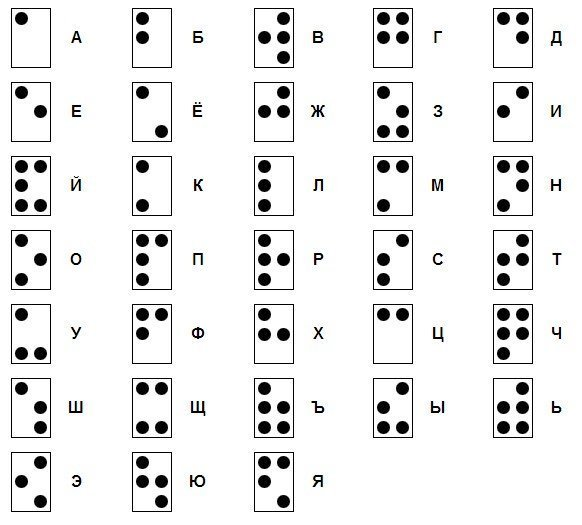 А Б В Г Д
Е Ё Ж З И
Й К Л М Н
О П Р С Т
У Ф Х Ц Ч
Ш Щ Ъ Ы Ь
Э Ю Я